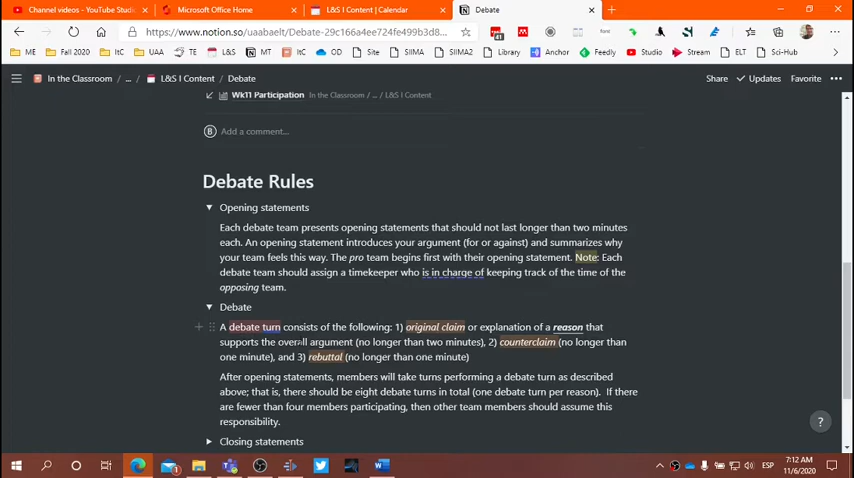 Channel videos - YouTube Studio
Microsoft Office Home
L&S I Content | Calendar
Debate
https://www.notion.so/uaabaelt/Debate-29c166a4ee724fe499b3d8...
ME
Fall 2020
ItC
UAA
TE
L&S
MT
ItC
OD
Site
SIIMA
SIIMA2
Library
Anchor
Feedly
Studio
Stream
ELT
Sci-Hub
In the Classroom / ... / L&S I Content / Debate
Share
Updates
Favorite
Wk11 Participation In the Classroom / ... / L&S I Content
B Add a comment...
Debate Rules
Opening statements
Each debate team presents opening statements that should not last longer than two minutes
each. An opening statement introduces your argument (for or against) and summarizes why
your team feels this way. The pro team begins first with their opening statement. Note: Each
debate team should assign a timekeeper who is in charge of keeping track of the time of the
opposing team.
Debate
A debate turn consists of the following: 1) original claim or explanation of a reason that
supports the overall argument (no longer than two minutes), 2) counterclaim (no longer than
one minute), and 3) rebuttal (no longer than one minute)
After opening statements, members will take turns performing a debate turn as described
above; that is, there should be eight debate turns in total (one debate turn per reason). If there
are fewer than four members participating, then other team members should assume this
responsibility.
Closing statements
?
ESP
7:12 AM
11/6/2020